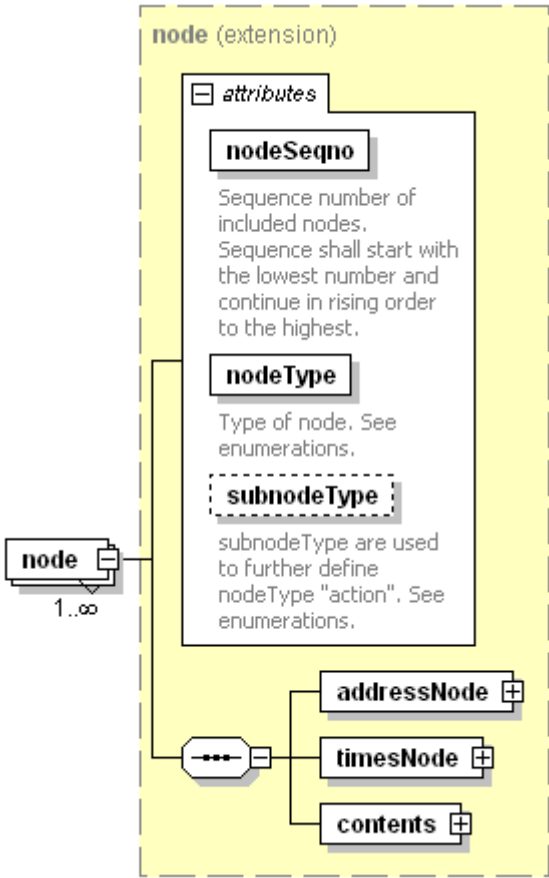 node (extension)
attributes
nodeSeqno
Sequence number of
included nodes.
Sequence shall start with
the lowest number and
continue in rising order
to the highest.
nodeType
Type of node. See
enumerations.
subnodeType
subnodeType are used
to further define
nodeType "action". See
enumerations.
node
1..∞
addressNode
timesNode
contents